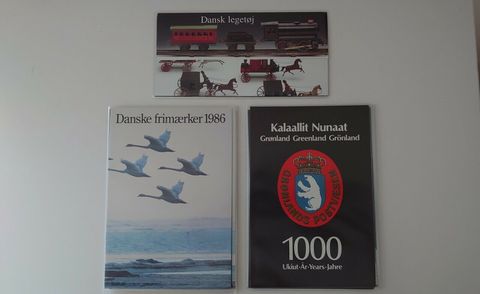 Dansk legetøj
Danske frimærker 1986
Kalaallit Nunaat
Grønland Greenland Grönland
GRØNLANDS POSTVÆSEN
1000
Ukiut-År-Years-Jahre